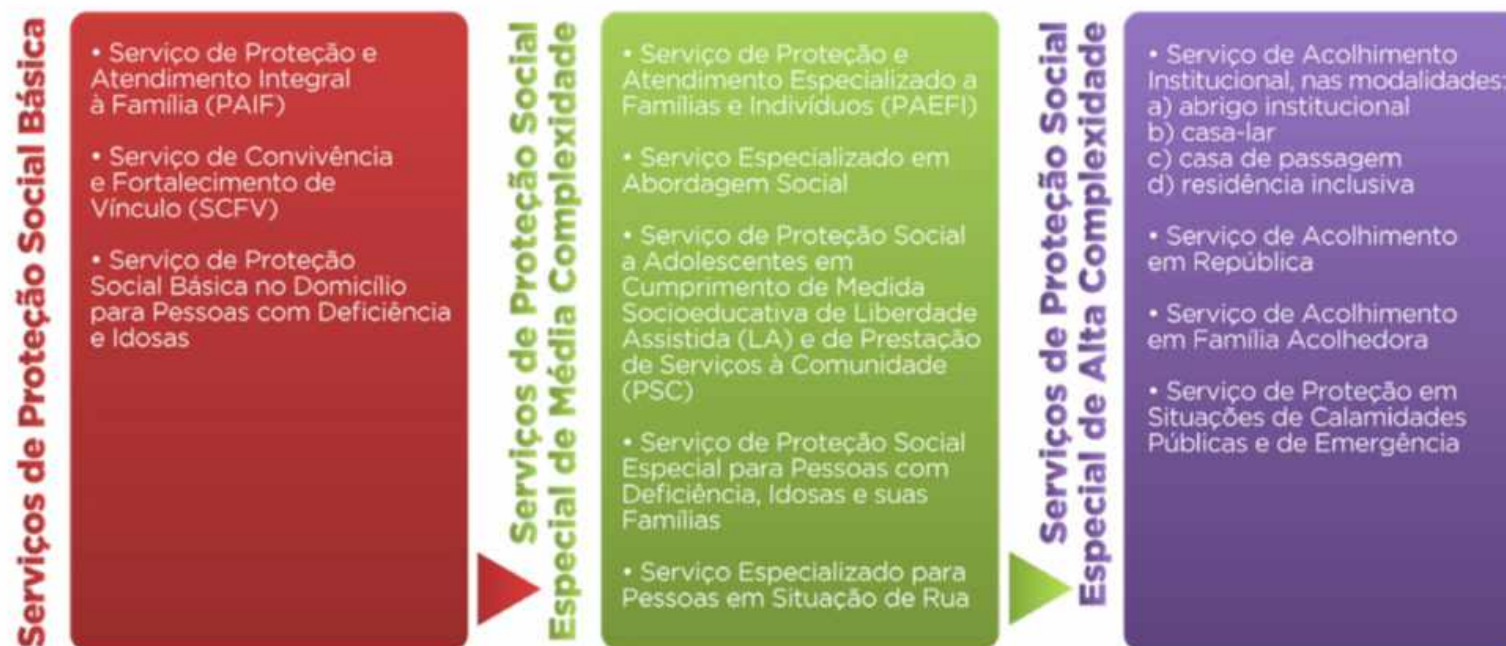 Serviços de Proteção Social Básica
• Serviço de Proteção e
Atendimento Integral
à Família (PAIF)
• Serviço de Convivência
e Fortalecimento de
Vínculo (SCFV)
• Serviço de Proteção
Social Básica no Domicílio
para Pessoas com Deficiência
e Idosas
Serviços de Proteção Social
Especial de Média Complexidade
• Serviço de Proteção e
Atendimento Especializado a
Famílias e Indivíduos (PAEFI)
• Serviço Especializado em
Abordagem Social
• Serviço de Proteção Social
a Adolescentes em
Cumprimento de Medida
Socioeducativa de Liberdade
Assistida (LA) e de Prestação
de Serviços à Comunidade
(PSC)
• Serviço de Proteção Social
Especial para Pessoas com
Deficiência, Idosas e suas
Famílias
• Serviço Especializado para
Pessoas em Situação de Rua
Serviços de Proteção Social
Especial de Alta Complexidade
• Serviço de Acolhimento
Institucional, nas modalidades:
a) abrigo institucional
b) casa-lar
c) casa de passagem
d) residência inclusiva
• Serviço de Acolhimento
em República
• Serviço de Acolhimento
em Família Acolhedora
• Serviço de Proteção em
Situações de Calamidades
Públicas e de Emergência